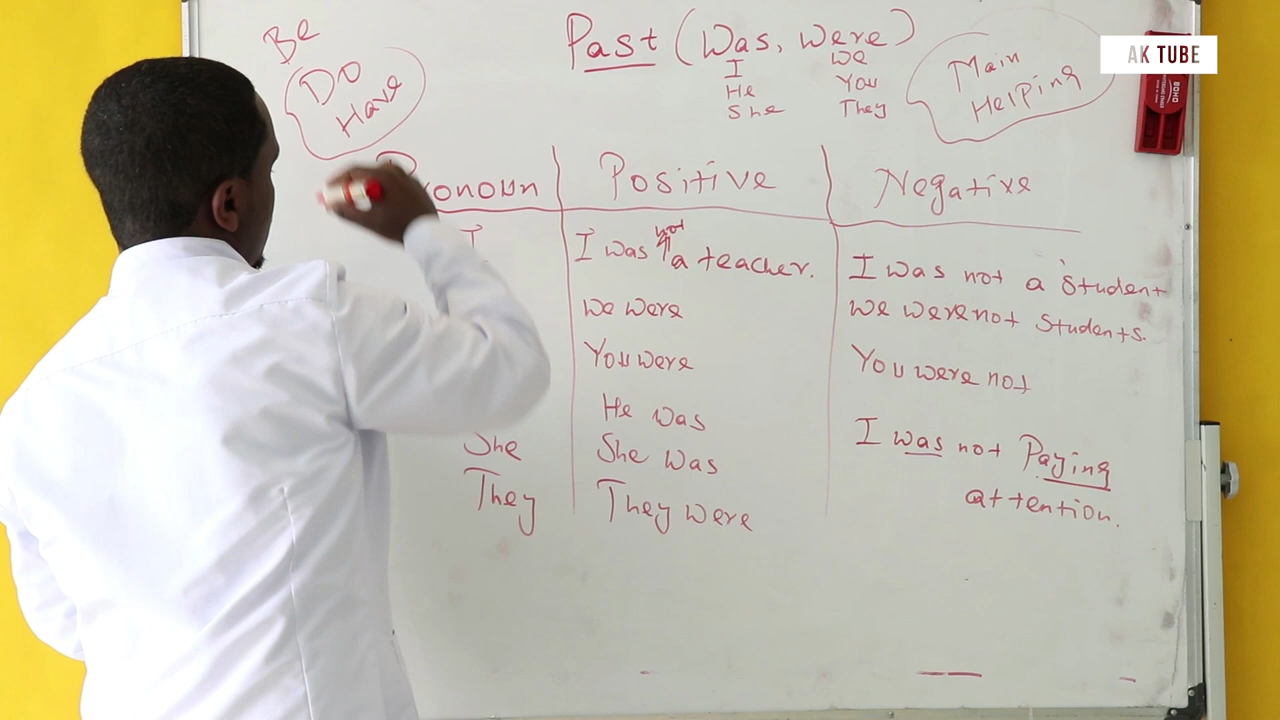 Be
Do
Have
Past (Was, Were)
I
He
She
We
You
They
Main
Helping
AK TUBE
BOHO
Pronoun
Positive
Negative
I
She
They
I was not a teacher.
We were
You were
He was
She was
They were
I was not a student
We were not students.
You were not
I was not Paying
attention.